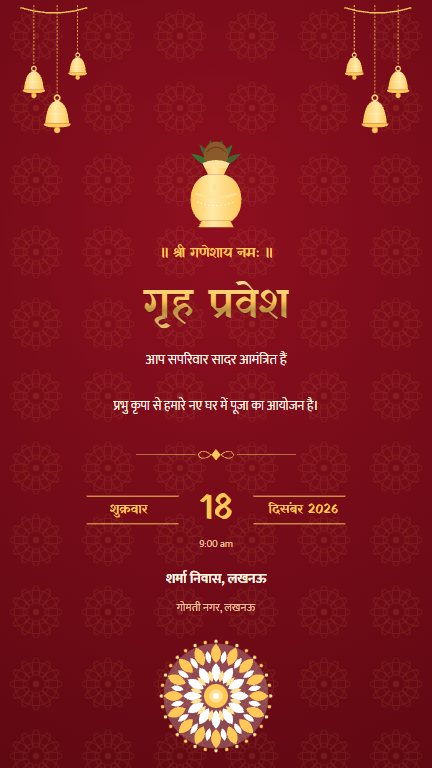 ॥ श्री गणेशाय नमः ॥
गृह प्रवेश
आप सपरिवार सादर आमंत्रित हैं
प्रभु कृपा से हमारे नए घर में पूजा का आयोजन है।
शुक्रवार 18 दिसंबर 2026
9:00 am
शर्मा निवास, लखनऊ
गोमती नगर, लखनऊ